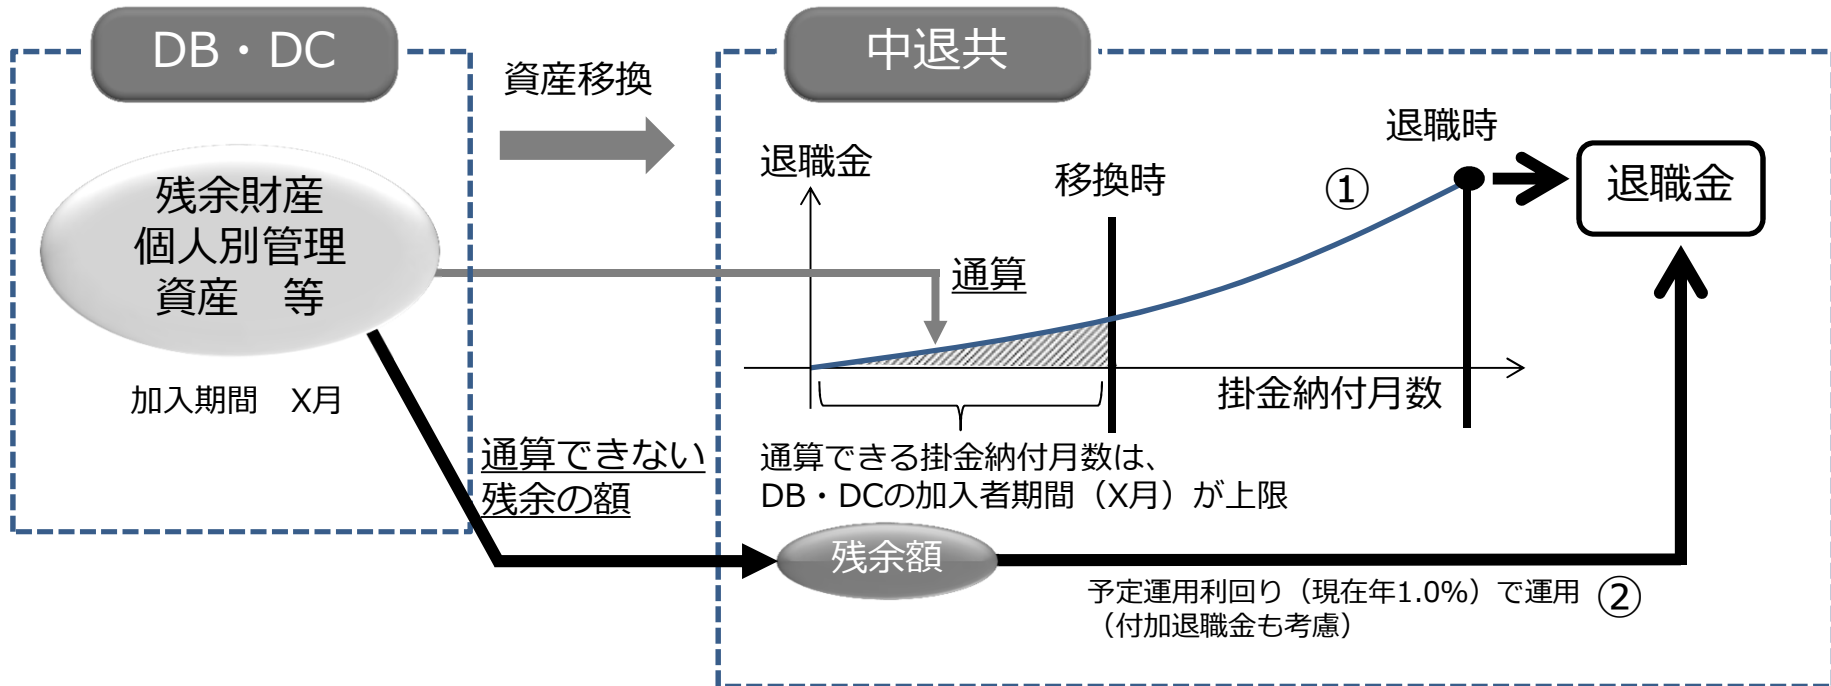 DB・DC
残余財産
個人別管理
資産　等
加入期間　X月
資産移換
通算できない
残余の額
中退共
退職金
移換時
①
退職時
退職金
通算
掛金納付月数
通算できる掛金納付月数は、
DB・DCの加入者期間（X月）が上限
残余額
予定運用利回り（現在年1.0%）で運用
（付加退職金も考慮）
②